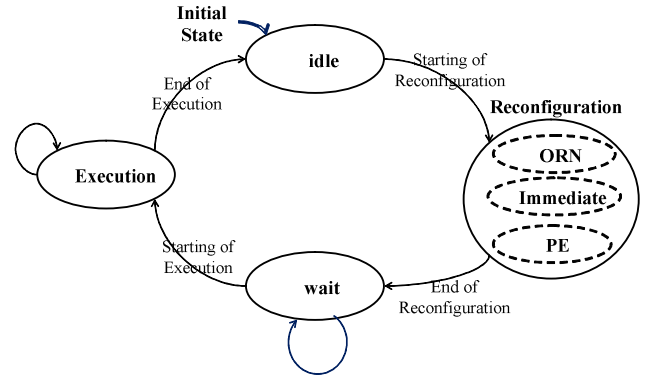 Initial
State
idle
Starting of
Reconfiguration
End of
Execution
Reconfiguration
ORN
Immediate
PE
Execution
Starting of
Execution
wait
End of
Reconfiguration